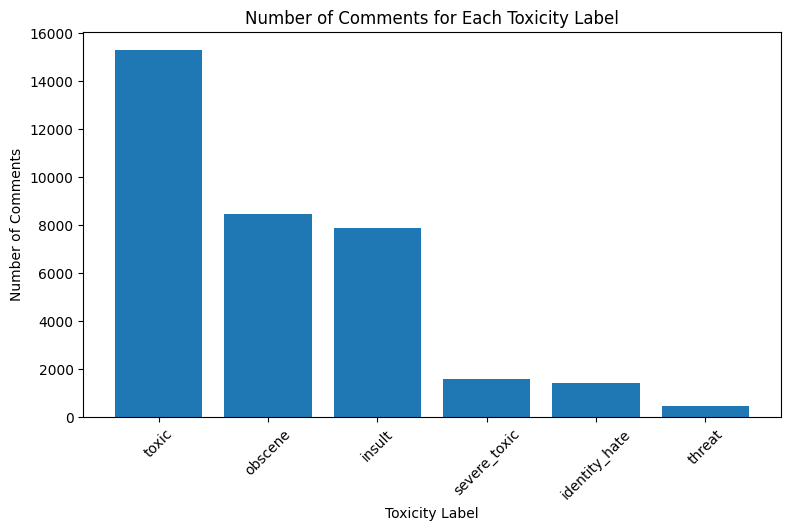 Number of Comments for Each Toxicity Label
Number of Comments
16000
14000
12000
10000
8000
6000
4000
2000
0
toxic
obscene
insult
severe_toxic
identity_hate
threat
Toxicity Label